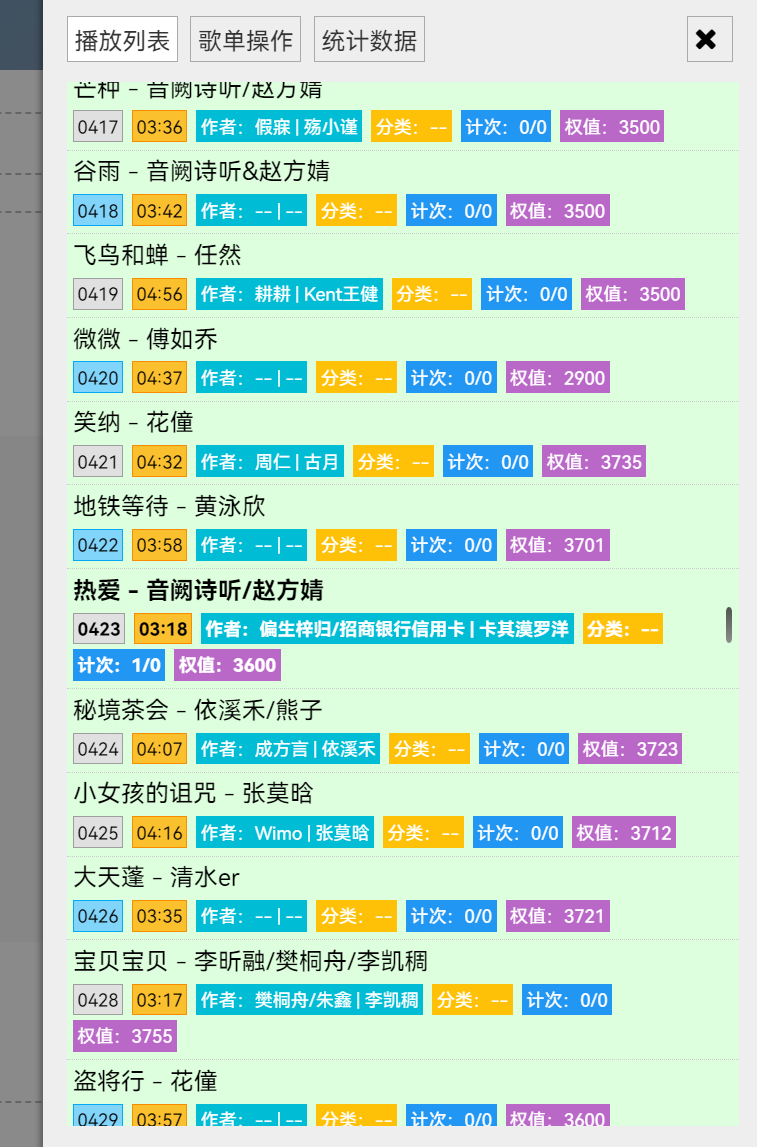 播放列表 歌单操作 统计数据 ✖
芒种 - 音阙诗听/赵方婧
0417 03:36 作者：假寐 | 殇小谨 分类：-- 计次：0/0 权值：3500
谷雨 - 音阙诗听&赵方婧
0418 03:42 作者：-- | -- 分类：-- 计次：0/0 权值：3500
飞鸟和蝉 - 任然
0419 04:56 作者：耕耕 | Kent王健 分类：-- 计次：0/0 权值：3500
微微 - 傅如乔
0420 04:37 作者：-- | -- 分类：-- 计次：0/0 权值：2900
笑纳 - 花僮
0421 04:32 作者：周仁 | 古月 分类：-- 计次：0/0 权值：3735
地铁等待 - 黄泳欣
0422 03:58 作者：-- | -- 分类：-- 计次：0/0 权值：3701
热爱 - 音阙诗听/赵方婧
0423 03:18 作者：偏生梓归/招商银行信用卡 | 卡其漠罗洋 分类：--
计次：1/0 权值：3600
秘境茶会 - 依溪禾/熊子
0424 04:07 作者：成方言 | 依溪禾 分类：-- 计次：0/0 权值：3723
小女孩的诅咒 - 张莫晗
0425 04:16 作者：Wimo | 张莫晗 分类：-- 计次：0/0 权值：3712
大天蓬 - 清水er
0426 03:35 作者：-- | -- 分类：-- 计次：0/0 权值：3721
宝贝宝贝 - 李昕融/樊桐舟/李凯稠
0428 03:17 作者：樊桐舟/朱鑫 | 李凯稠 分类：-- 计次：0/0
权值：3755
盗将行 - 花僮
0429 03:57 作者：-- | -- 分类：-- 计次：0/0 权值：3600